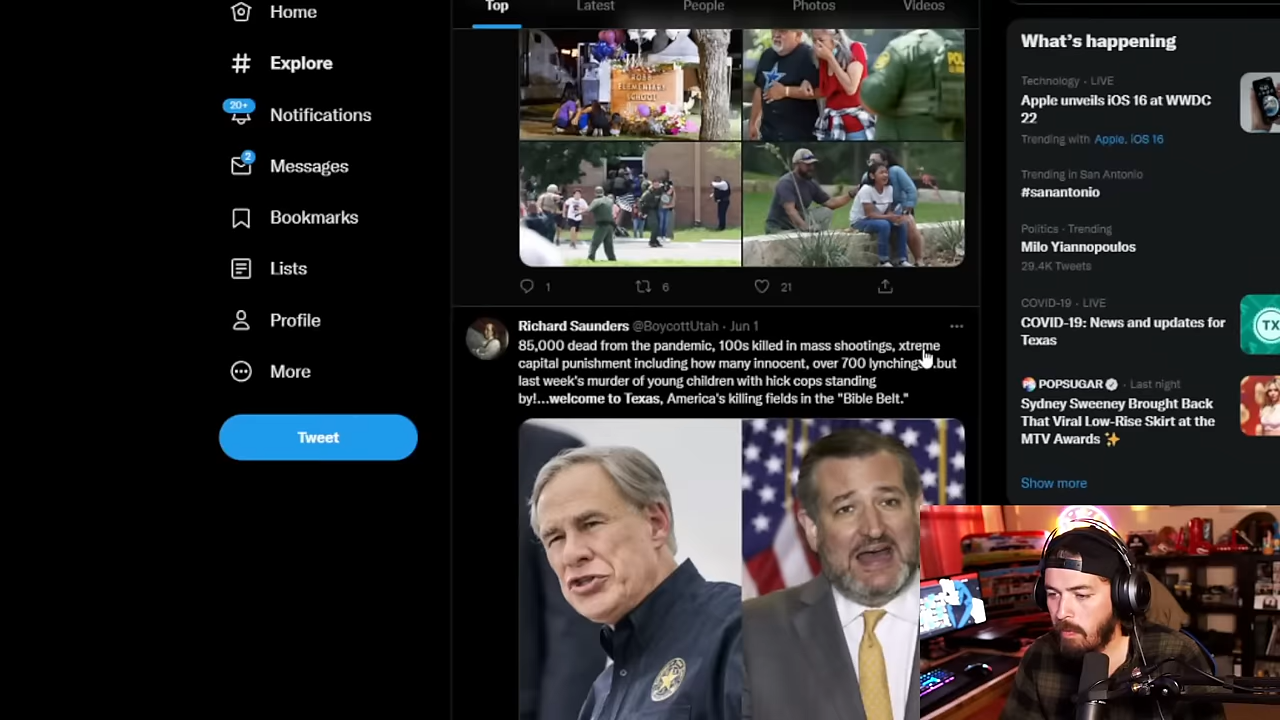 Home
Explore
20+
Notifications
2
Messages
Bookmarks
Lists
Profile
More
Tweet
Top
Latest
People
Photos
Videos
ROBB
ELEMENTARY
SCHOOL
1
6
21
Richard Saunders @BoycottUtah · Jun 1
85,000 dead from the pandemic, 100s killed in mass shootings, xtreme
capital punishment including how many innocent, over 700 lynchings...but
last week's murder of young children with hick cops standing
by!...welcome to Texas, America's killing fields in the "Bible Belt."
What's happening
Technology · LIVE
Apple unveils iOS 16 at WWDC
22
Trending with Apple, iOS 16
Trending in San Antonio
#sanantonio
Politics · Trending
Milo Yiannopoulos
29.4K Tweets
COVID-19 · LIVE
COVID-19: News and updates for
Texas
TX
POPSUGAR · Last night
Sydney Sweeney Brought Back
That Viral Low-Rise Skirt at the
MTV Awards ✨
Show more